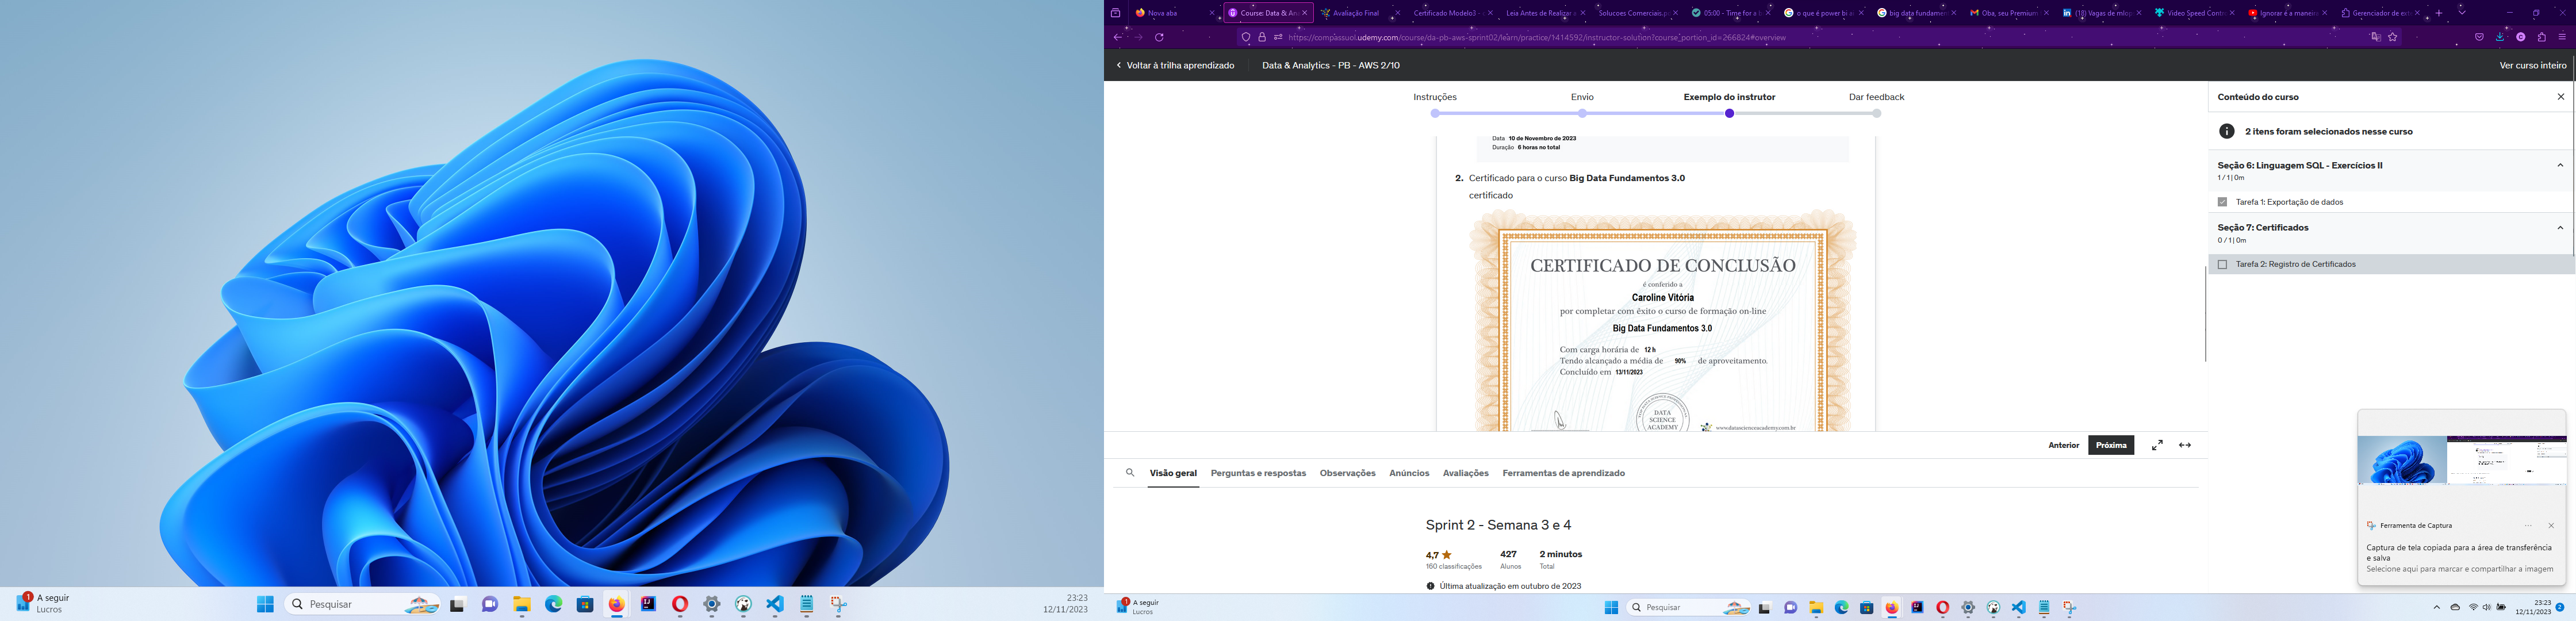 Nova aba
Course: Data & An
Avaliação Final
Certificado Modelo3 -
Leia Antes de Realizar
Solucoes Comerciais.p
05:00 - Time for a b
o que é power bi
big data fundamen
Oba, seu Premium
(10) Vagas de mlop
Video Speed Contr
Ignorar é a maneir
Gerenciador de ext
https://compassuol.udemy.com/course/da-pb-aws-sprint02/learn/practice/1414592/instructor-solution?course_portion_id=266824#overview
Voltar à trilha aprendizado
Data & Analytics - PB - AWS 2/10
Ver curso inteiro
Instruções
Envio
Exemplo do instrutor
Dar feedback
Data 10 de Novembro de 2023
Duração 6 horas no total
2. Certificado para o curso Big Data Fundamentos 3.0
certificado
CERTIFICADO DE CONCLUSÃO
é conferido a
Caroline Vitória
por completar com êxito o curso de formação on-line
Big Data Fundamentos 3.0
Com carga horária de 12 h
Tendo alcançado a média de 90% de aproveitamento.
Concluído em 13/11/2023
DATA
SCIENCE
ACADEMY
www.datascienceacademy.com.br
Anterior
Próxima
Conteúdo do curso
2 itens foram selecionados nesse curso
Seção 6: Linguagem SQL - Exercícios II
1 / 1 | 0m
Tarefa 1: Exportação de dados
Seção 7: Certificados
0 / 1 | 0m
Tarefa 2: Registro de Certificados
Visão geral
Perguntas e respostas
Observações
Anúncios
Avaliações
Ferramentas de aprendizado
Sprint 2 - Semana 3 e 4
4,7
160 classificações
427
Alunos
2 minutos
Total
Última atualização em outubro de 2023
Ferramenta de Captura
Captura de tela copiada para a área de transferência
e salva
Selecione aqui para marcar e compartilhar a imagem
1
A seguir
Lucros
Pesquisar
23:23
12/11/2023
1
A seguir
Lucros
Pesquisar
23:23
12/11/2023
2